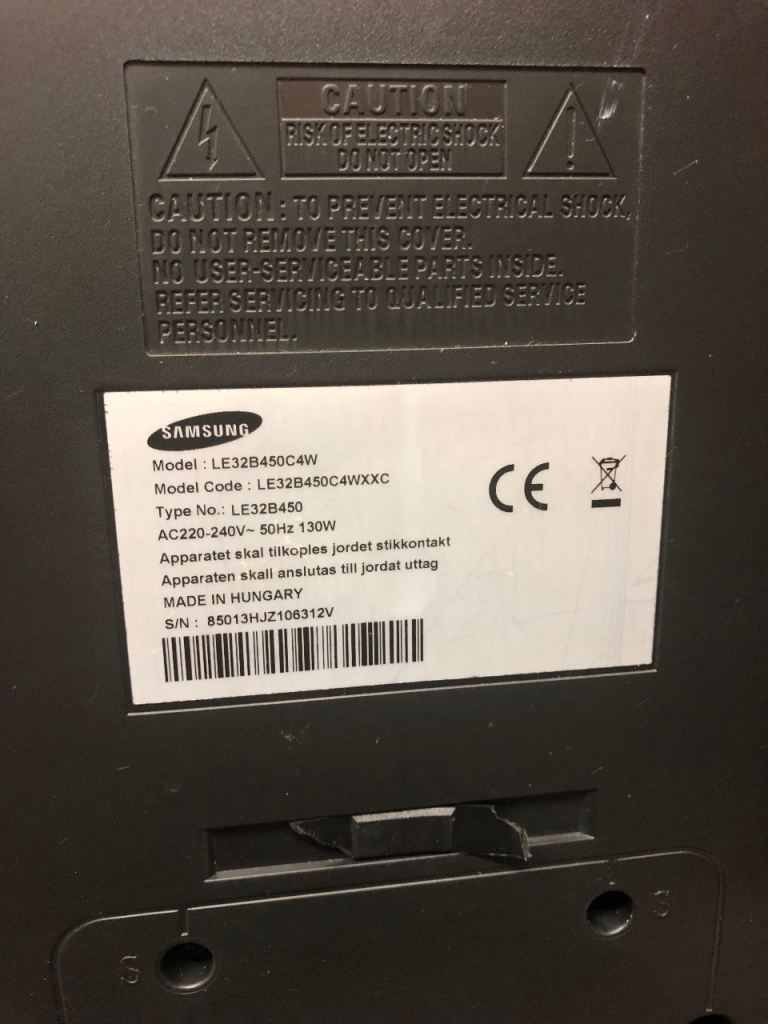 CAUTION
RISK OF ELECTRIC SHOCK
DO NOT OPEN
CAUTION : TO PREVENT ELECTRICAL SHOCK,
DO NOT REMOVE THIS COVER.
NO USER-SERVICEABLE PARTS INSIDE.
REFER SERVICING TO QUALIFIED SERVICE
PERSONNEL.
SAMSUNG
Model : LE32B450C4W
Model Code : LE32B450C4WXXC
Type No.: LE32B450
AC220-240V~ 50Hz 130W
Apparatet skal tilkoples jordet stikkontakt
Apparaten skall anslutas till jordat uttag
MADE IN HUNGARY
S/N : 85013HJZ106312V
CE
S
S